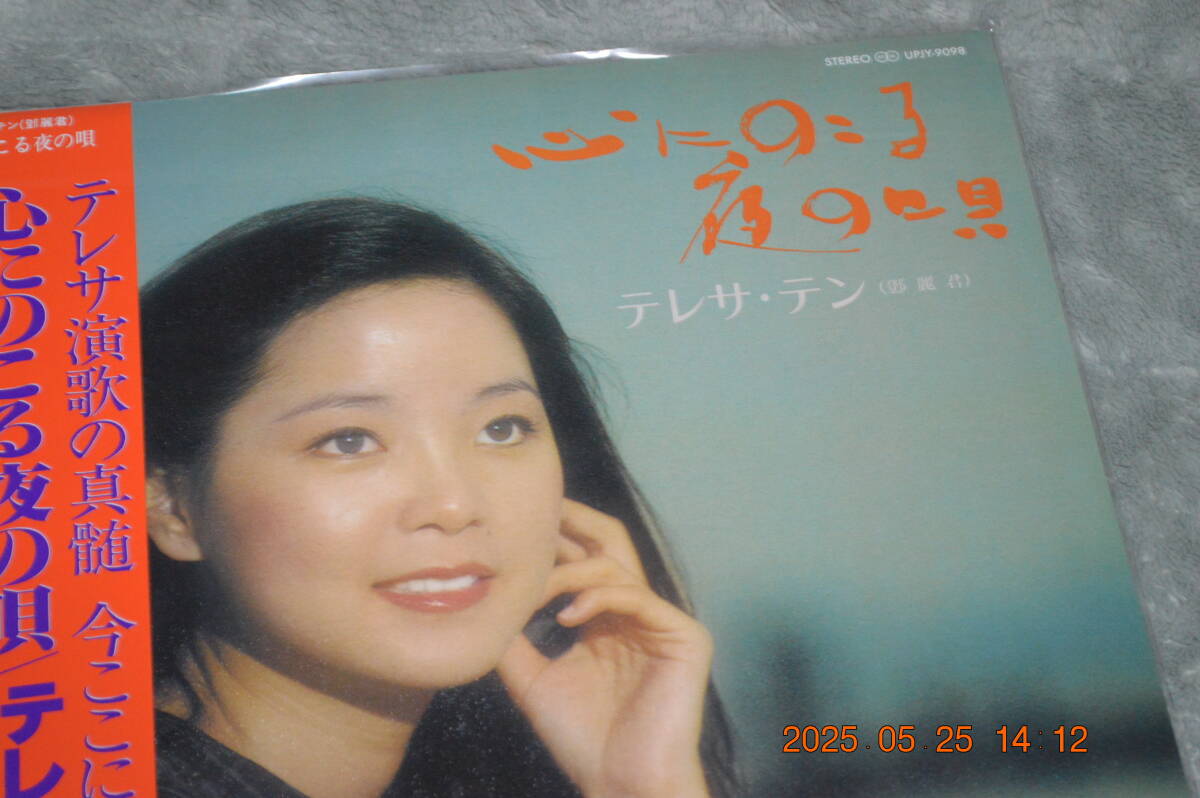 STEREO UPJY-9098
心にのこる
夜の唄
テレサ・テン(鄧麗君)
テン(鄧麗君)
こる夜の唄
テレサ演歌の真髄 今ここに
心にのこる夜の唄/テレ
2025.05.25 14:12